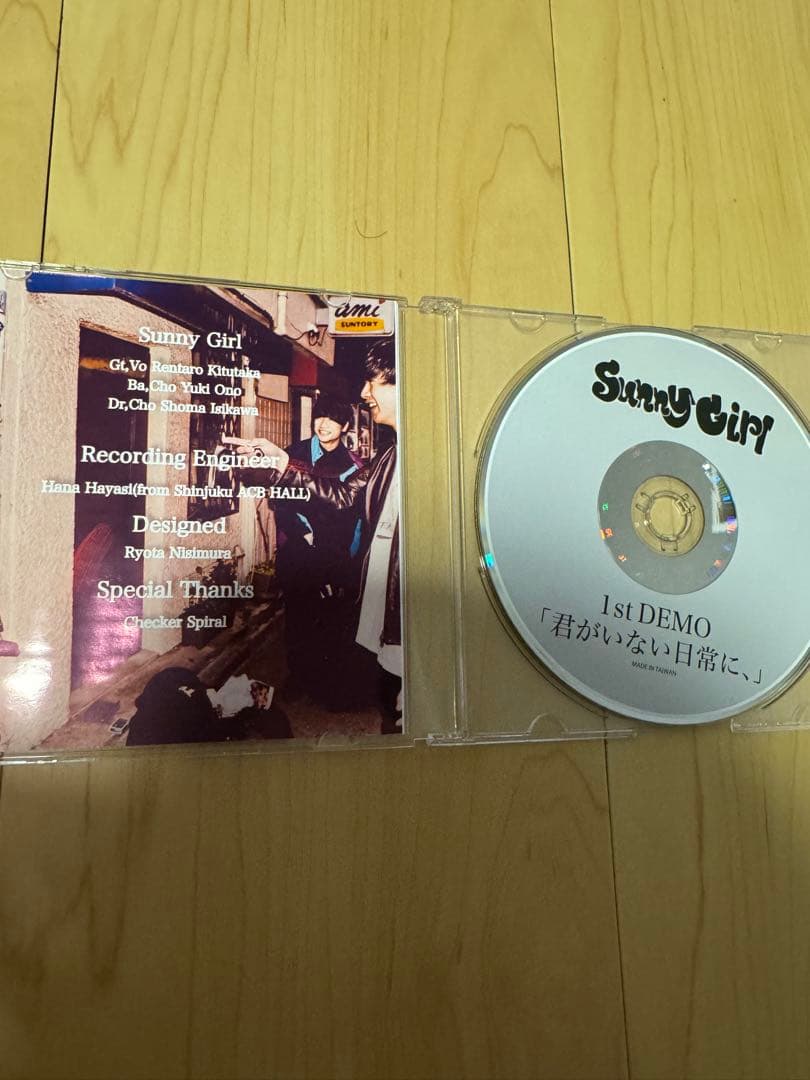 ami
SUNTORY
Sunny Girl
Gt,Vo Rentaro Kitutaka
Ba,Cho Yuki Ono
Dr,Cho Shoma Isikawa
Recording Engineer
Hana Hayasi(from Shinjuku ACB HALL)
Designed
Ryota Nisimura
Special Thanks
Checker Spiral
Sunny Girl
1st DEMO
「君がいない日常に、」
MADE IN TAIWAN